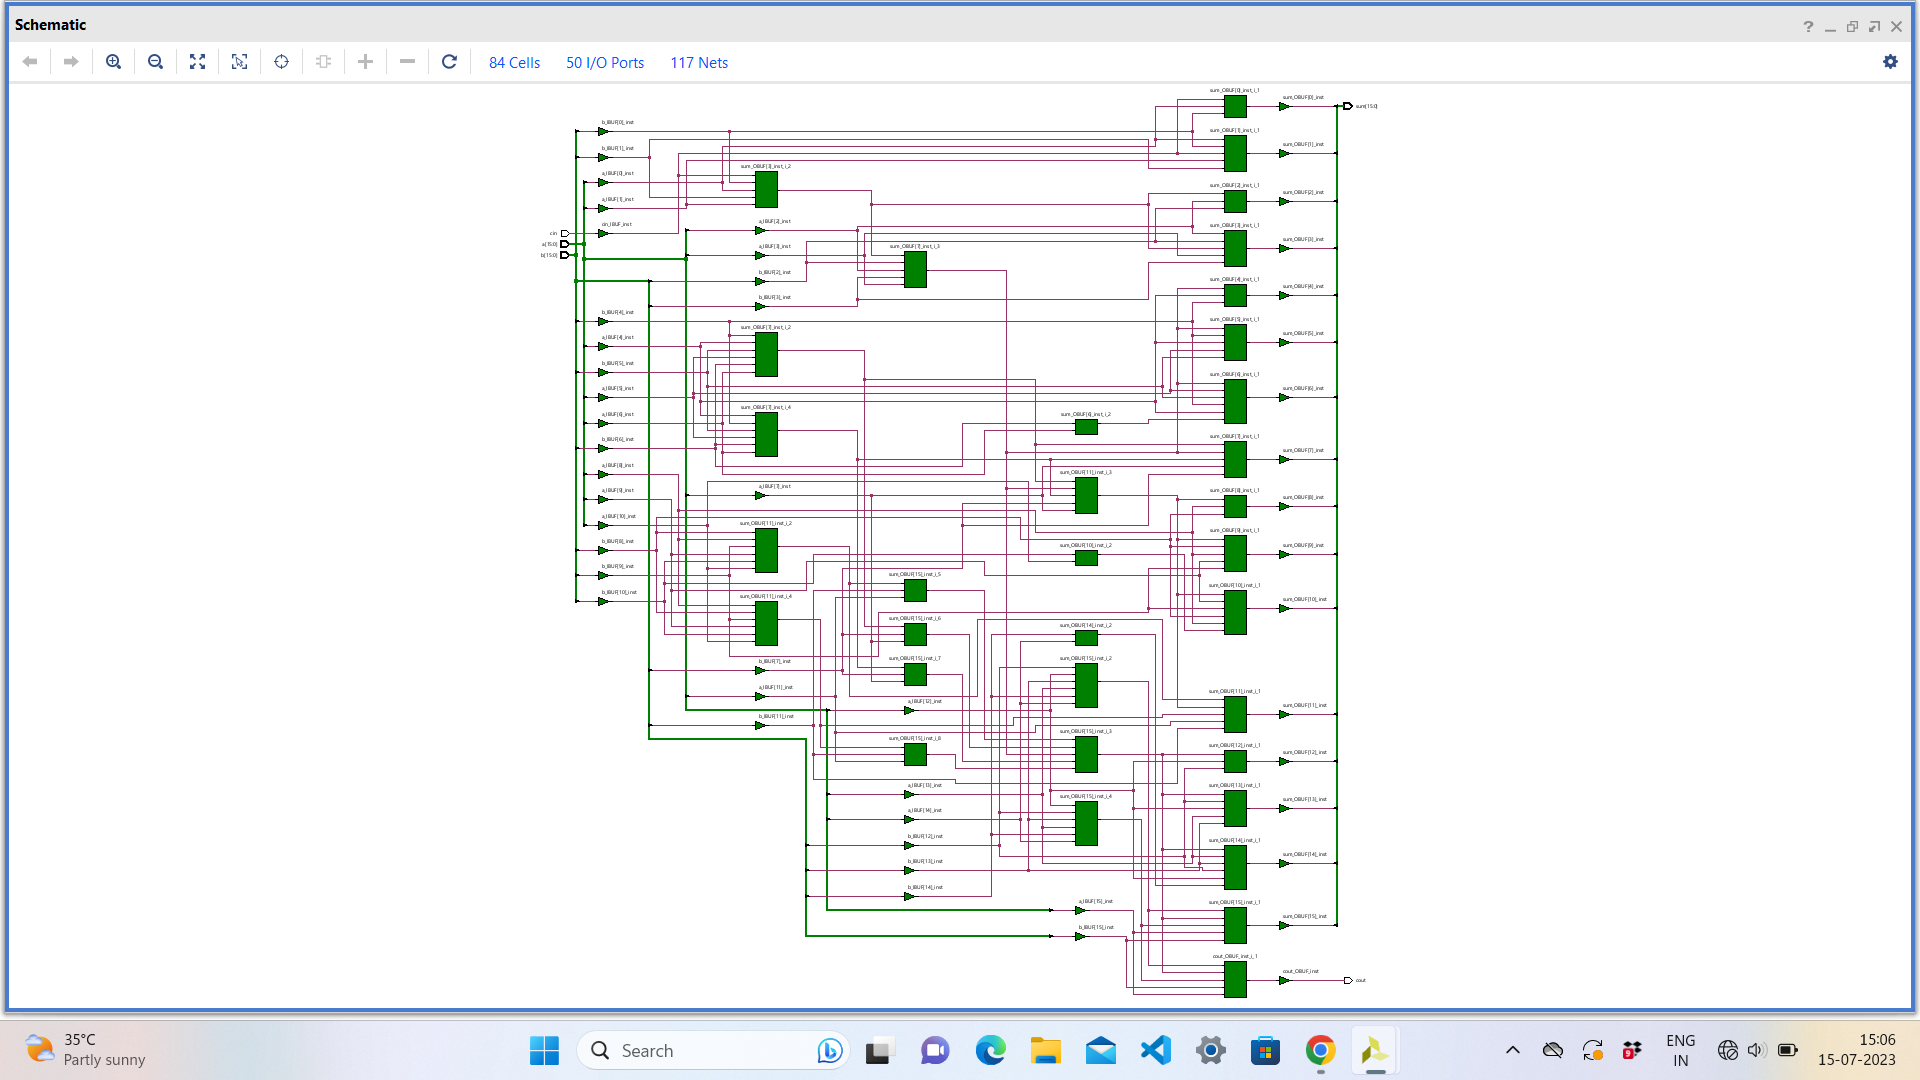 Schematic
84 Cells
50 I/O Ports
117 Nets
sum_OBUF[0]_inst_i_1
sum_OBUF[0]_inst
sum[15:0]
b_IBUF[0]_inst
sum_OBUF[1]_inst_i_1
b_IBUF[1]_inst
sum_OBUF[1]_inst
sum_OBUF[3]_inst_i_2
a_IBUF[0]_inst
sum_OBUF[2]_inst_i_1
sum_OBUF[2]_inst
a_IBUF[1]_inst
a_IBUF[2]_inst
cin_IBUF_inst
sum_OBUF[3]_inst_i_1
cin
a[15:0]
b[15:0]
a_IBUF[3]_inst
sum_OBUF[7]_inst_i_3
sum_OBUF[3]_inst
b_IBUF[2]_inst
sum_OBUF[4]_inst_i_1
sum_OBUF[4]_inst
b_IBUF[3]_inst
b_IBUF[4]_inst
sum_OBUF[5]_inst_i_1
sum_OBUF[7]_inst_i_2
a_IBUF[4]_inst
sum_OBUF[5]_inst
b_IBUF[5]_inst
sum_OBUF[6]_inst_i_1
a_IBUF[5]_inst
sum_OBUF[6]_inst
sum_OBUF[7]_inst_i_4
a_IBUF[6]_inst
sum_OBUF[6]_inst_i_2
b_IBUF[6]_inst
sum_OBUF[7]_inst_i_1
sum_OBUF[7]_inst
a_IBUF[8]_inst
sum_OBUF[11]_inst_i_3
a_IBUF[9]_inst
a_IBUF[7]_inst
sum_OBUF[8]_inst_i_1
sum_OBUF[8]_inst
a_IBUF[10]_inst
sum_OBUF[11]_inst_i_2
sum_OBUF[9]_inst_i_1
b_IBUF[8]_inst
sum_OBUF[10]_inst_i_2
sum_OBUF[9]_inst
b_IBUF[9]_inst
sum_OBUF[15]_inst_i_5
sum_OBUF[10]_inst_i_1
b_IBUF[10]_inst
sum_OBUF[11]_inst_i_4
sum_OBUF[10]_inst
sum_OBUF[15]_inst_i_6
sum_OBUF[14]_inst_i_2
b_IBUF[7]_inst
sum_OBUF[15]_inst_i_7
sum_OBUF[15]_inst_i_2
a_IBUF[11]_inst
sum_OBUF[11]_inst_i_1
a_IBUF[12]_inst
sum_OBUF[11]_inst
b_IBUF[11]_inst
sum_OBUF[15]_inst_i_8
sum_OBUF[15]_inst_i_3
sum_OBUF[12]_inst_i_1
sum_OBUF[12]_inst
a_IBUF[13]_inst
sum_OBUF[13]_inst_i_1
sum_OBUF[15]_inst_i_4
sum_OBUF[13]_inst
a_IBUF[14]_inst
b_IBUF[12]_inst
sum_OBUF[14]_inst_i_1
sum_OBUF[14]_inst
b_IBUF[13]_inst
b_IBUF[14]_inst
a_IBUF[15]_inst
sum_OBUF[15]_inst_i_1
sum_OBUF[15]_inst
b_IBUF[15]_inst
cout_OBUF_inst_i_1
cout_OBUF_inst
cout
35°C
Partly sunny
Search
9
ENG
IN
15:06
15-07-2023